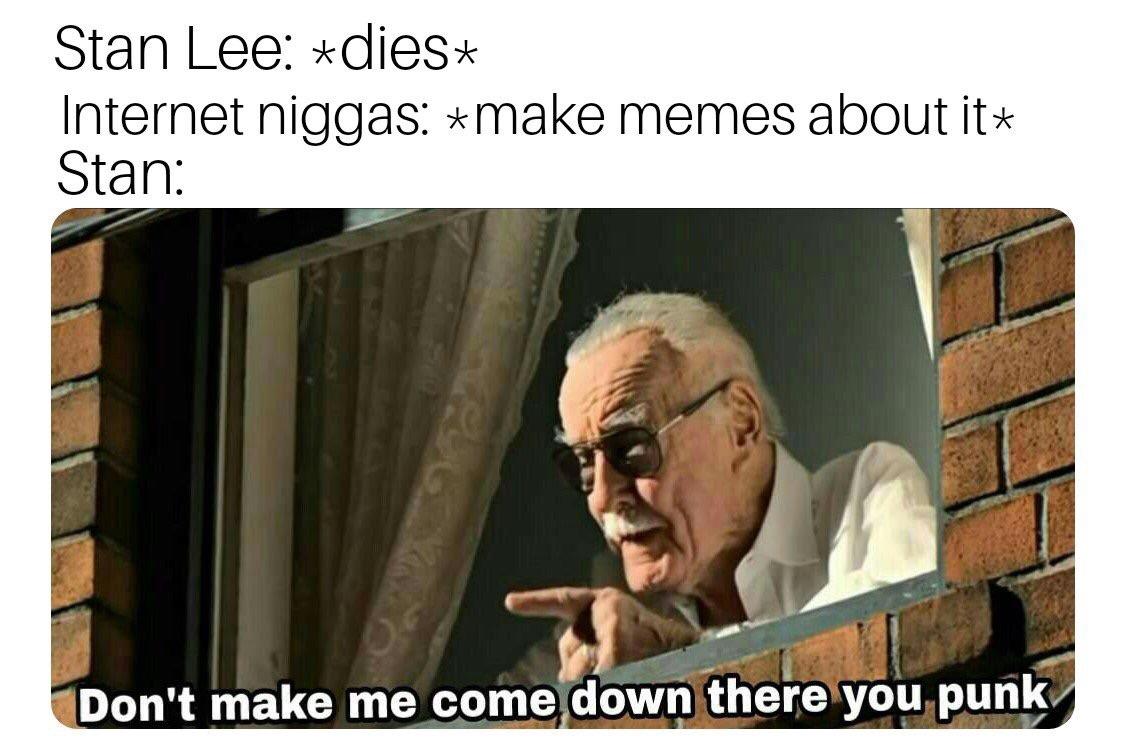 Stan Lee: *dies*
Internet niggas: *make memes about it*
Stan:
Don't make me come down there you punk